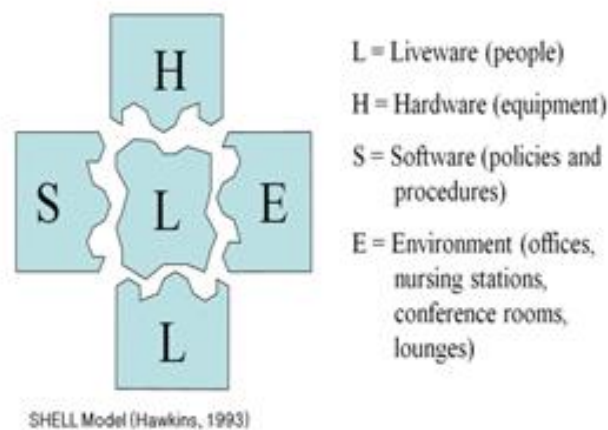 H
S
L
E
L
L = Liveware (people)
H = Hardware (equipment)
S = Software (policies and
procedures)
E = Environment (offices,
nursing stations,
conference rooms,
lounges)
SHELL Model (Hawkins, 1993)